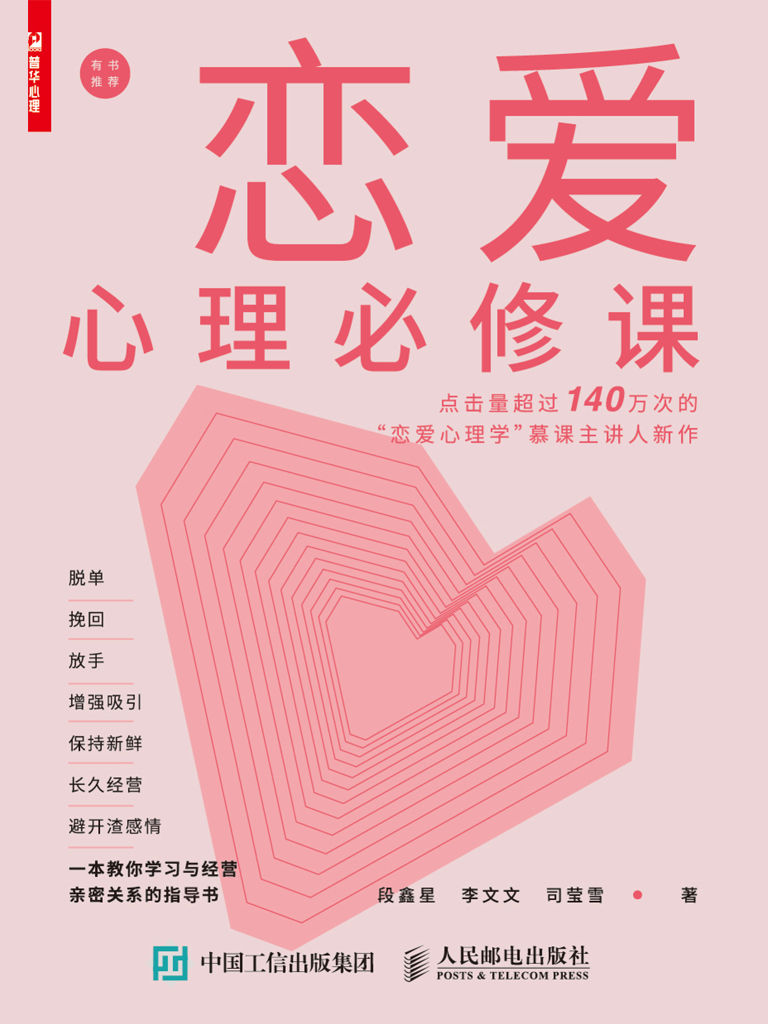 普华心理
有书
推荐
恋爱
心理必修课
点击量超过140万次的
“恋爱心理学”慕课主讲人新作
脱单
挽回
放手
增强吸引
保持新鲜
长久经营
避开渣感情
一本教你学习与经营
亲密关系的指导书
段鑫星 李文文 司莹雪 ● 著
中国工信出版集团
人民邮电出版社
POSTS & TELECOM PRESS